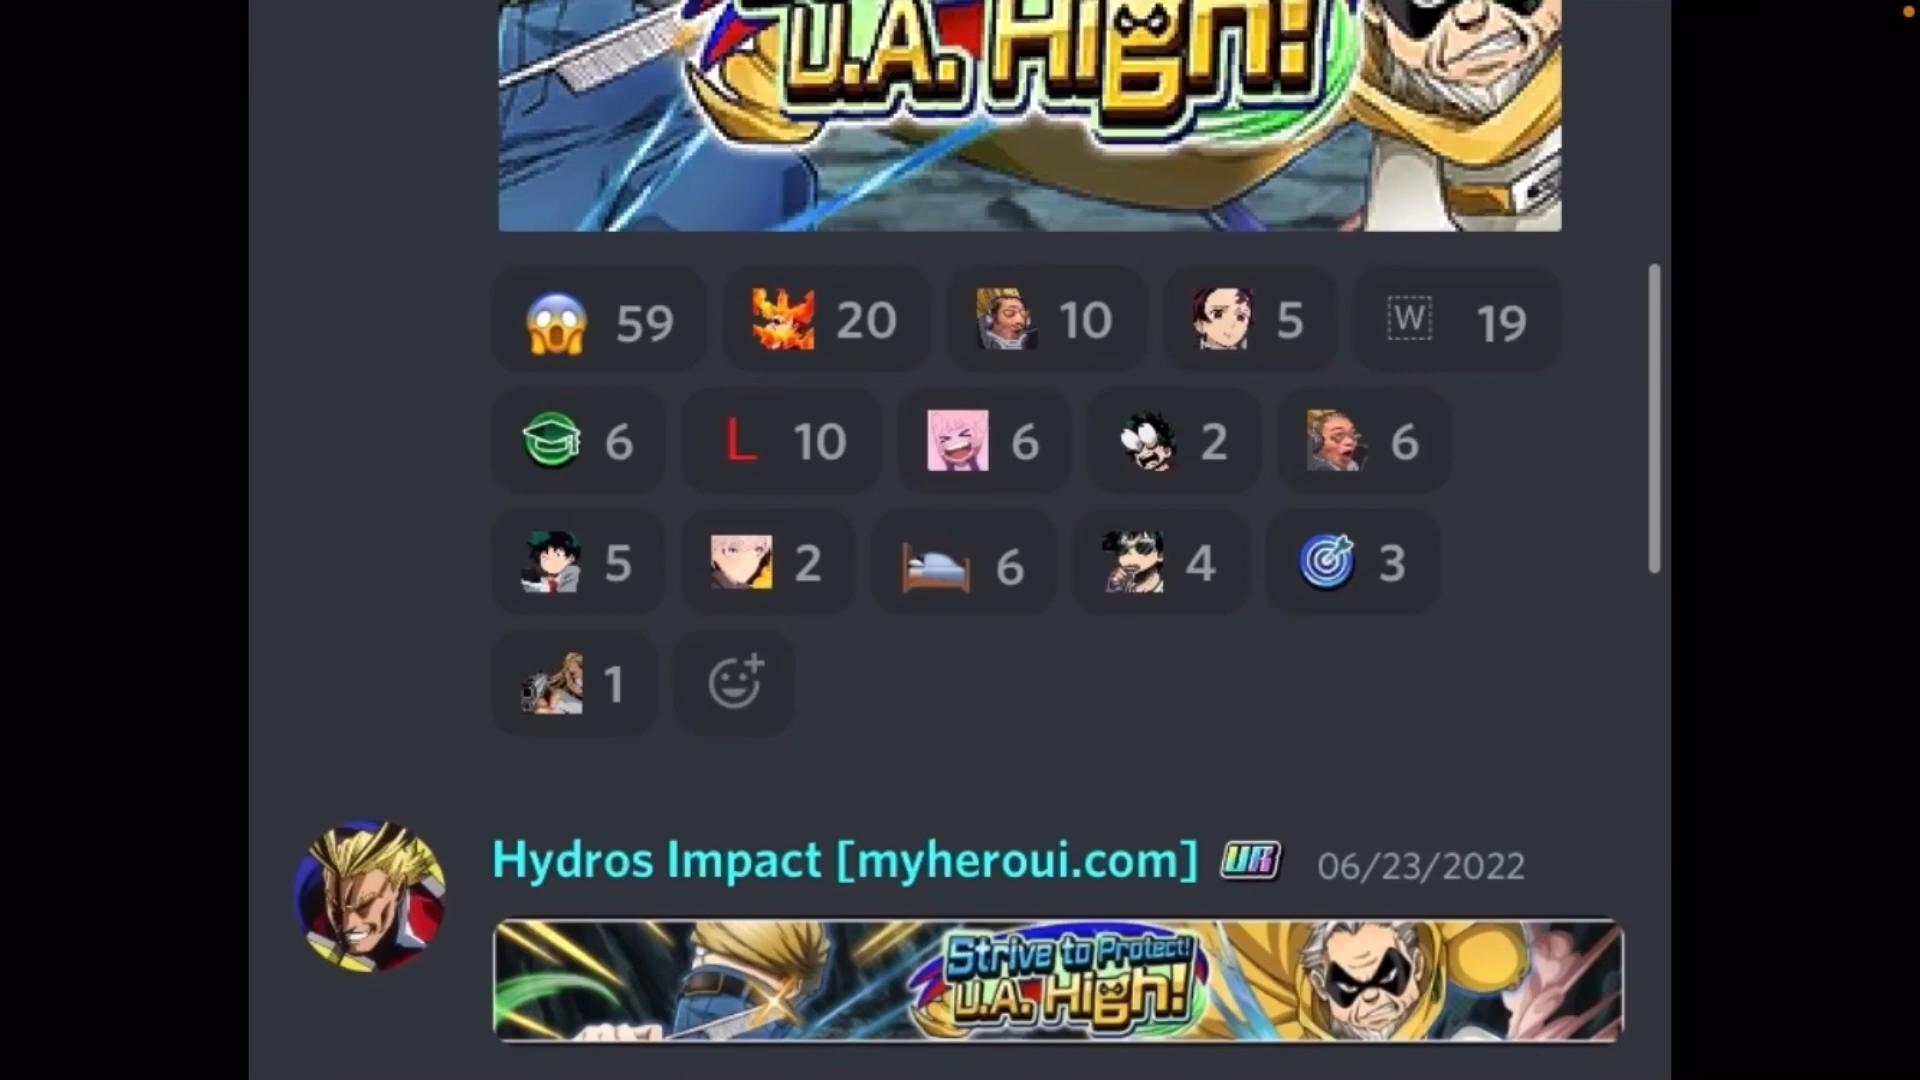 U.A. High!
59 20 10 5 W 19
6 L 10 6 2 6
5 2 6 4 3
1
Hydros Impact [myheroui.com] UR 06/23/2022
Strive to Protect!
U.A. High!